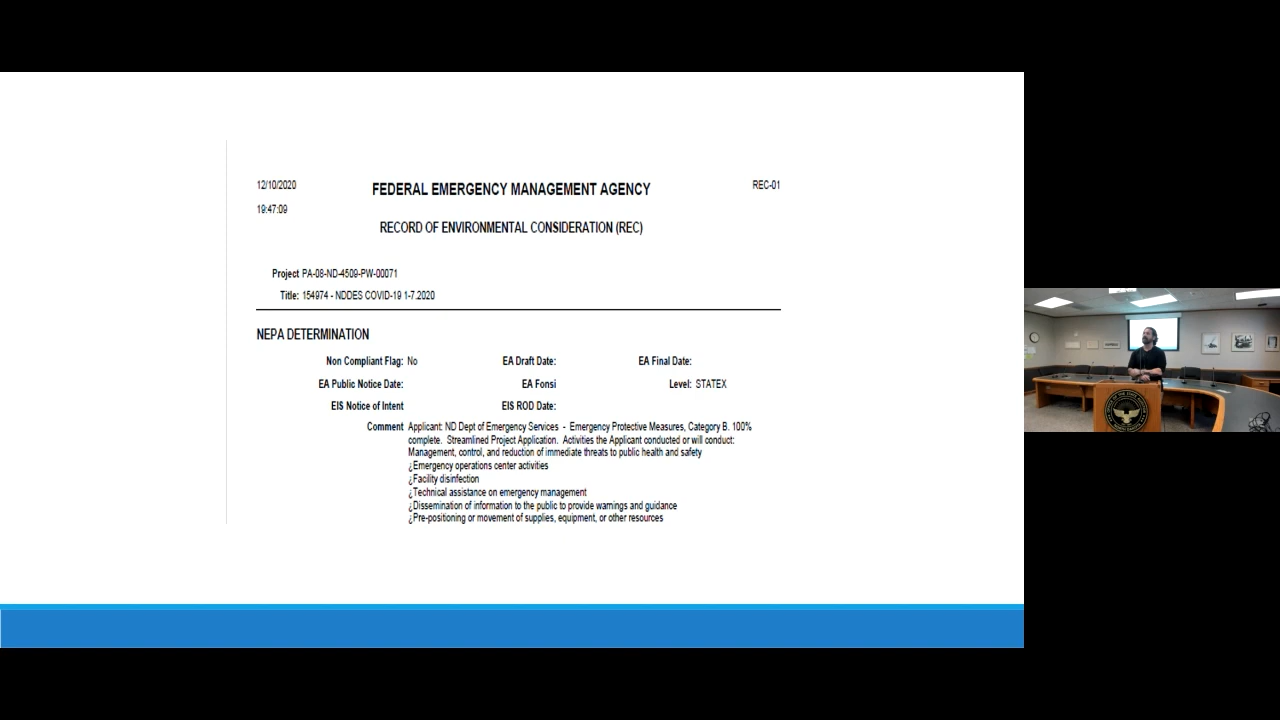 12/10/2020
FEDERAL EMERGENCY MANAGEMENT AGENCY
REC-01
19:47:09
RECORD OF ENVIRONMENTAL CONSIDERATION (REC)
Project PA-08-ND-4509-PW-00071
Title: 154974 - NDDES COVID-19 1-7.2020
NEPA DETERMINATION
Non Compliant Flag: No EA Draft Date: EA Final Date:
EA Public Notice Date: EA Fonsi Level: STATEX
EIS Notice of Intent EIS ROD Date:
Comment Applicant: ND Dept of Emergency Services - Emergency Protective Measures, Category B. 100%
complete. Streamlined Project Application. Activities the Applicant conducted or will conduct:
Management, control, and reduction of immediate threats to public health and safety
¿Emergency operations center activities
¿Facility disinfection
¿Technical assistance on emergency management
¿Dissemination of information to the public to provide warnings and guidance
¿Pre-positioning or movement of supplies, equipment, or other resources